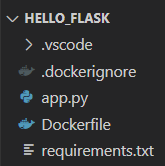 HELLO_FLASK
.vscode
.dockerignore
app.py
Dockerfile
requirements.txt